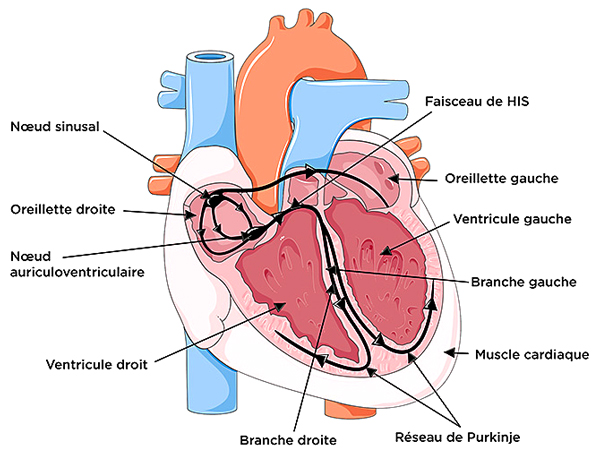 Faisceau de HIS
Nœud sinusal
Oreillette gauche
Oreillette droite
Ventricule gauche
Nœud
auriculoventriculaire
Branche gauche
Muscle cardiaque
Ventricule droit
Branche droite
Réseau de Purkinje